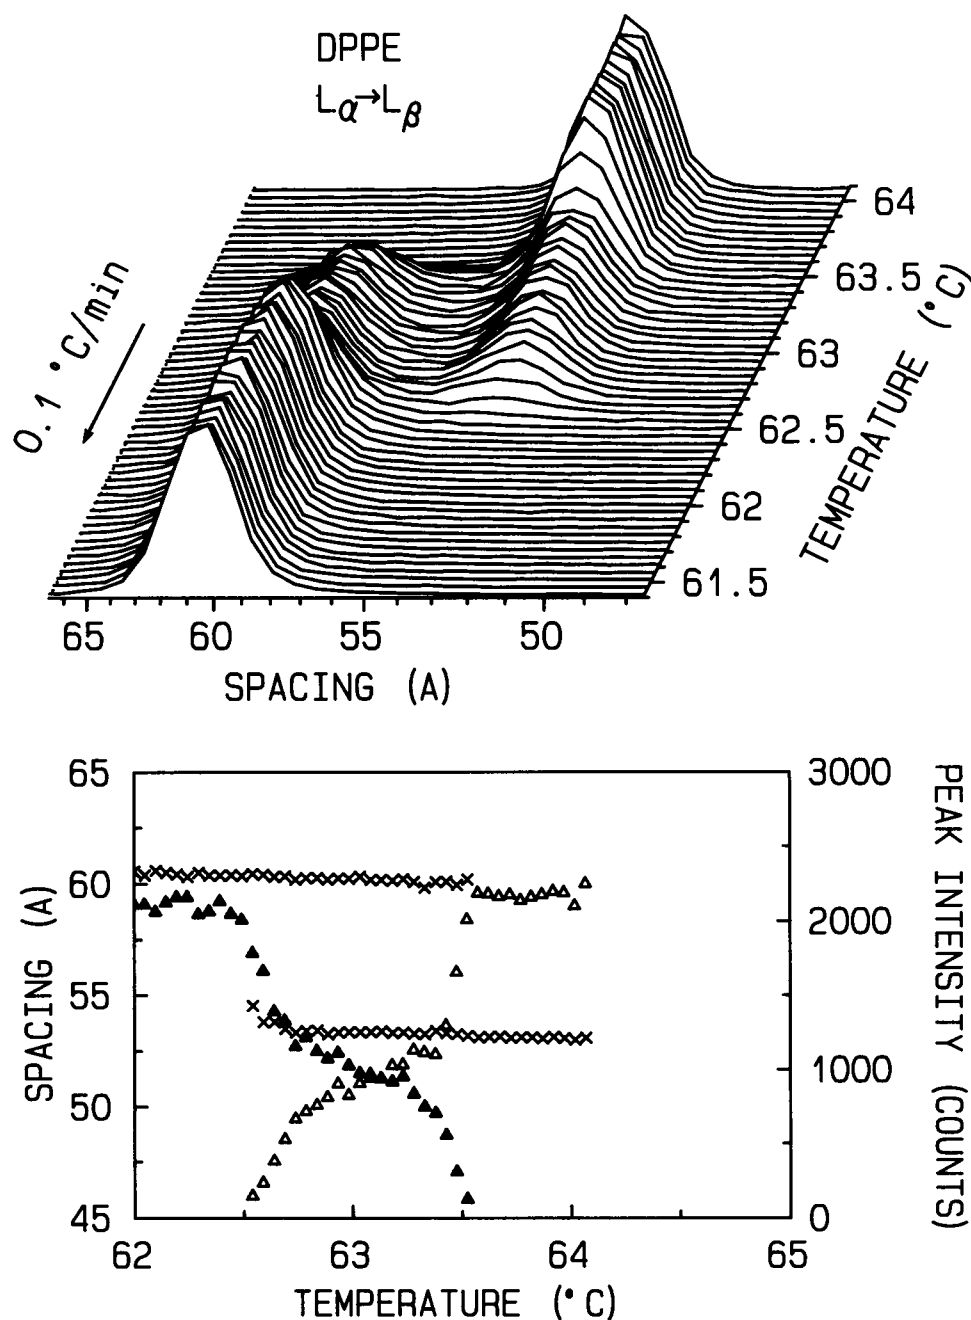 DPPE
Lα→Lβ
0.1 °C/min
64
63.5
63
62.5
62
61.5
TEMPERATURE (°C)
65 60 55 50
SPACING (A)
65
60
55
50
45
SPACING (A)
3000
2000
1000
0
PEAK INTENSITY (COUNTS)
62 63 64 65
TEMPERATURE (°C)